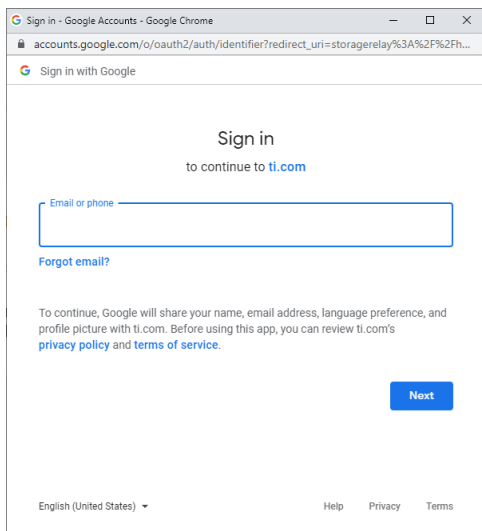 Sign in - Google Accounts - Google Chrome
accounts.google.com/o/oauth2/auth/identifier?redirect_uri=storagerelay%3A%2F%2Fh...
Sign in with Google
Sign in
to continue to ti.com
Email or phone
Forgot email?
To continue, Google will share your name, email address, language preference, and
profile picture with ti.com. Before using this app, you can review ti.com's
privacy policy and terms of service.
Next
English (United States) Help Privacy Terms